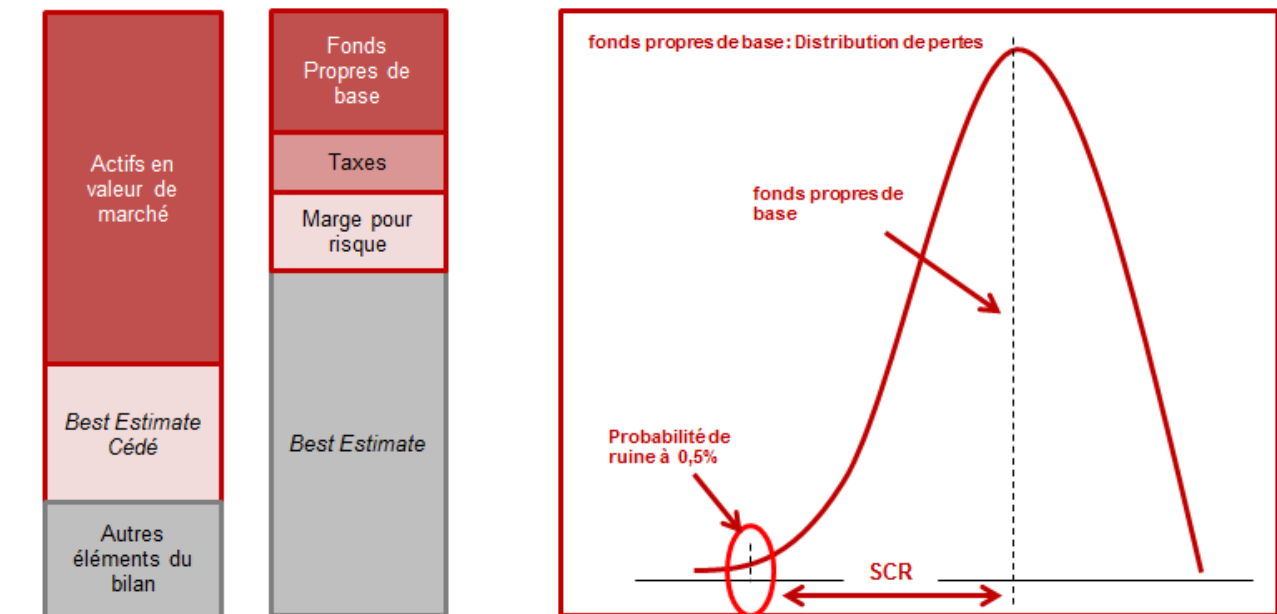 Actifs en
valeur de
marché
Best Estimate
Cédé
Autres
éléments du
bilan
Fonds
Propres de
base
Taxes
Marge pour
risque
Best Estimate
fonds propres de base : Distribution de pertes
fonds propres de
base
Probabilité de
ruine à 0,5%
SCR